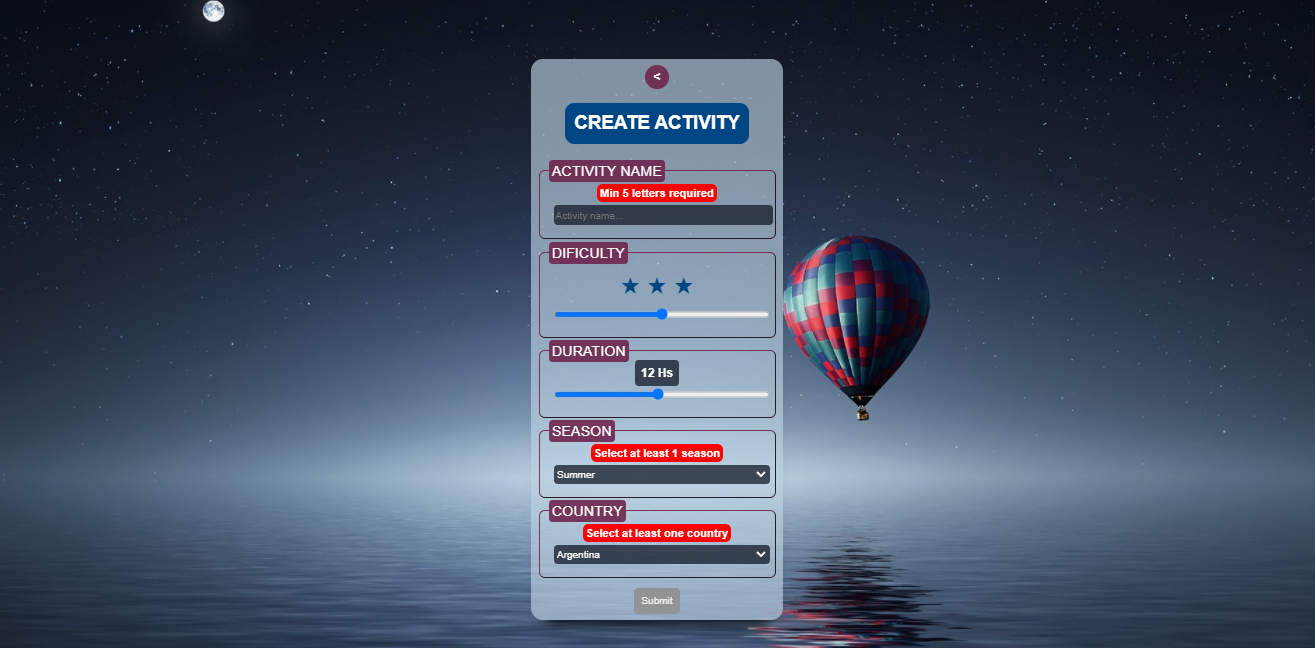 <
CREATE ACTIVITY
ACTIVITY NAME
Min 5 letters required
Activity name...
DIFICULTY
★ ★ ★
DURATION
12 Hs
SEASON
Select at least 1 season
Summer
COUNTRY
Select at least one country
Argentina
Submit